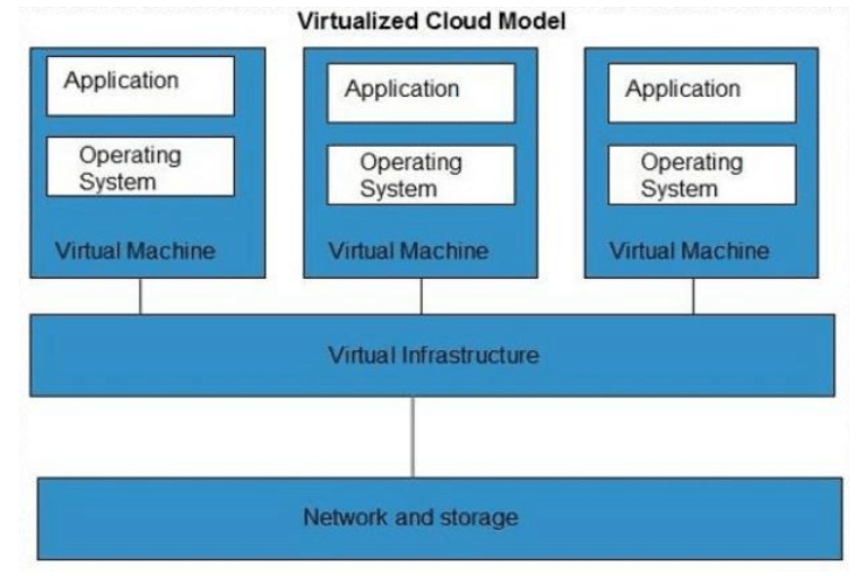 Virtualized Cloud Model
Application
Operating
System
Virtual Machine
Application
Operating
System
Virtual Machine
Application
Operating
System
Virtual Machine
Virtual Infrastructure
Network and storage